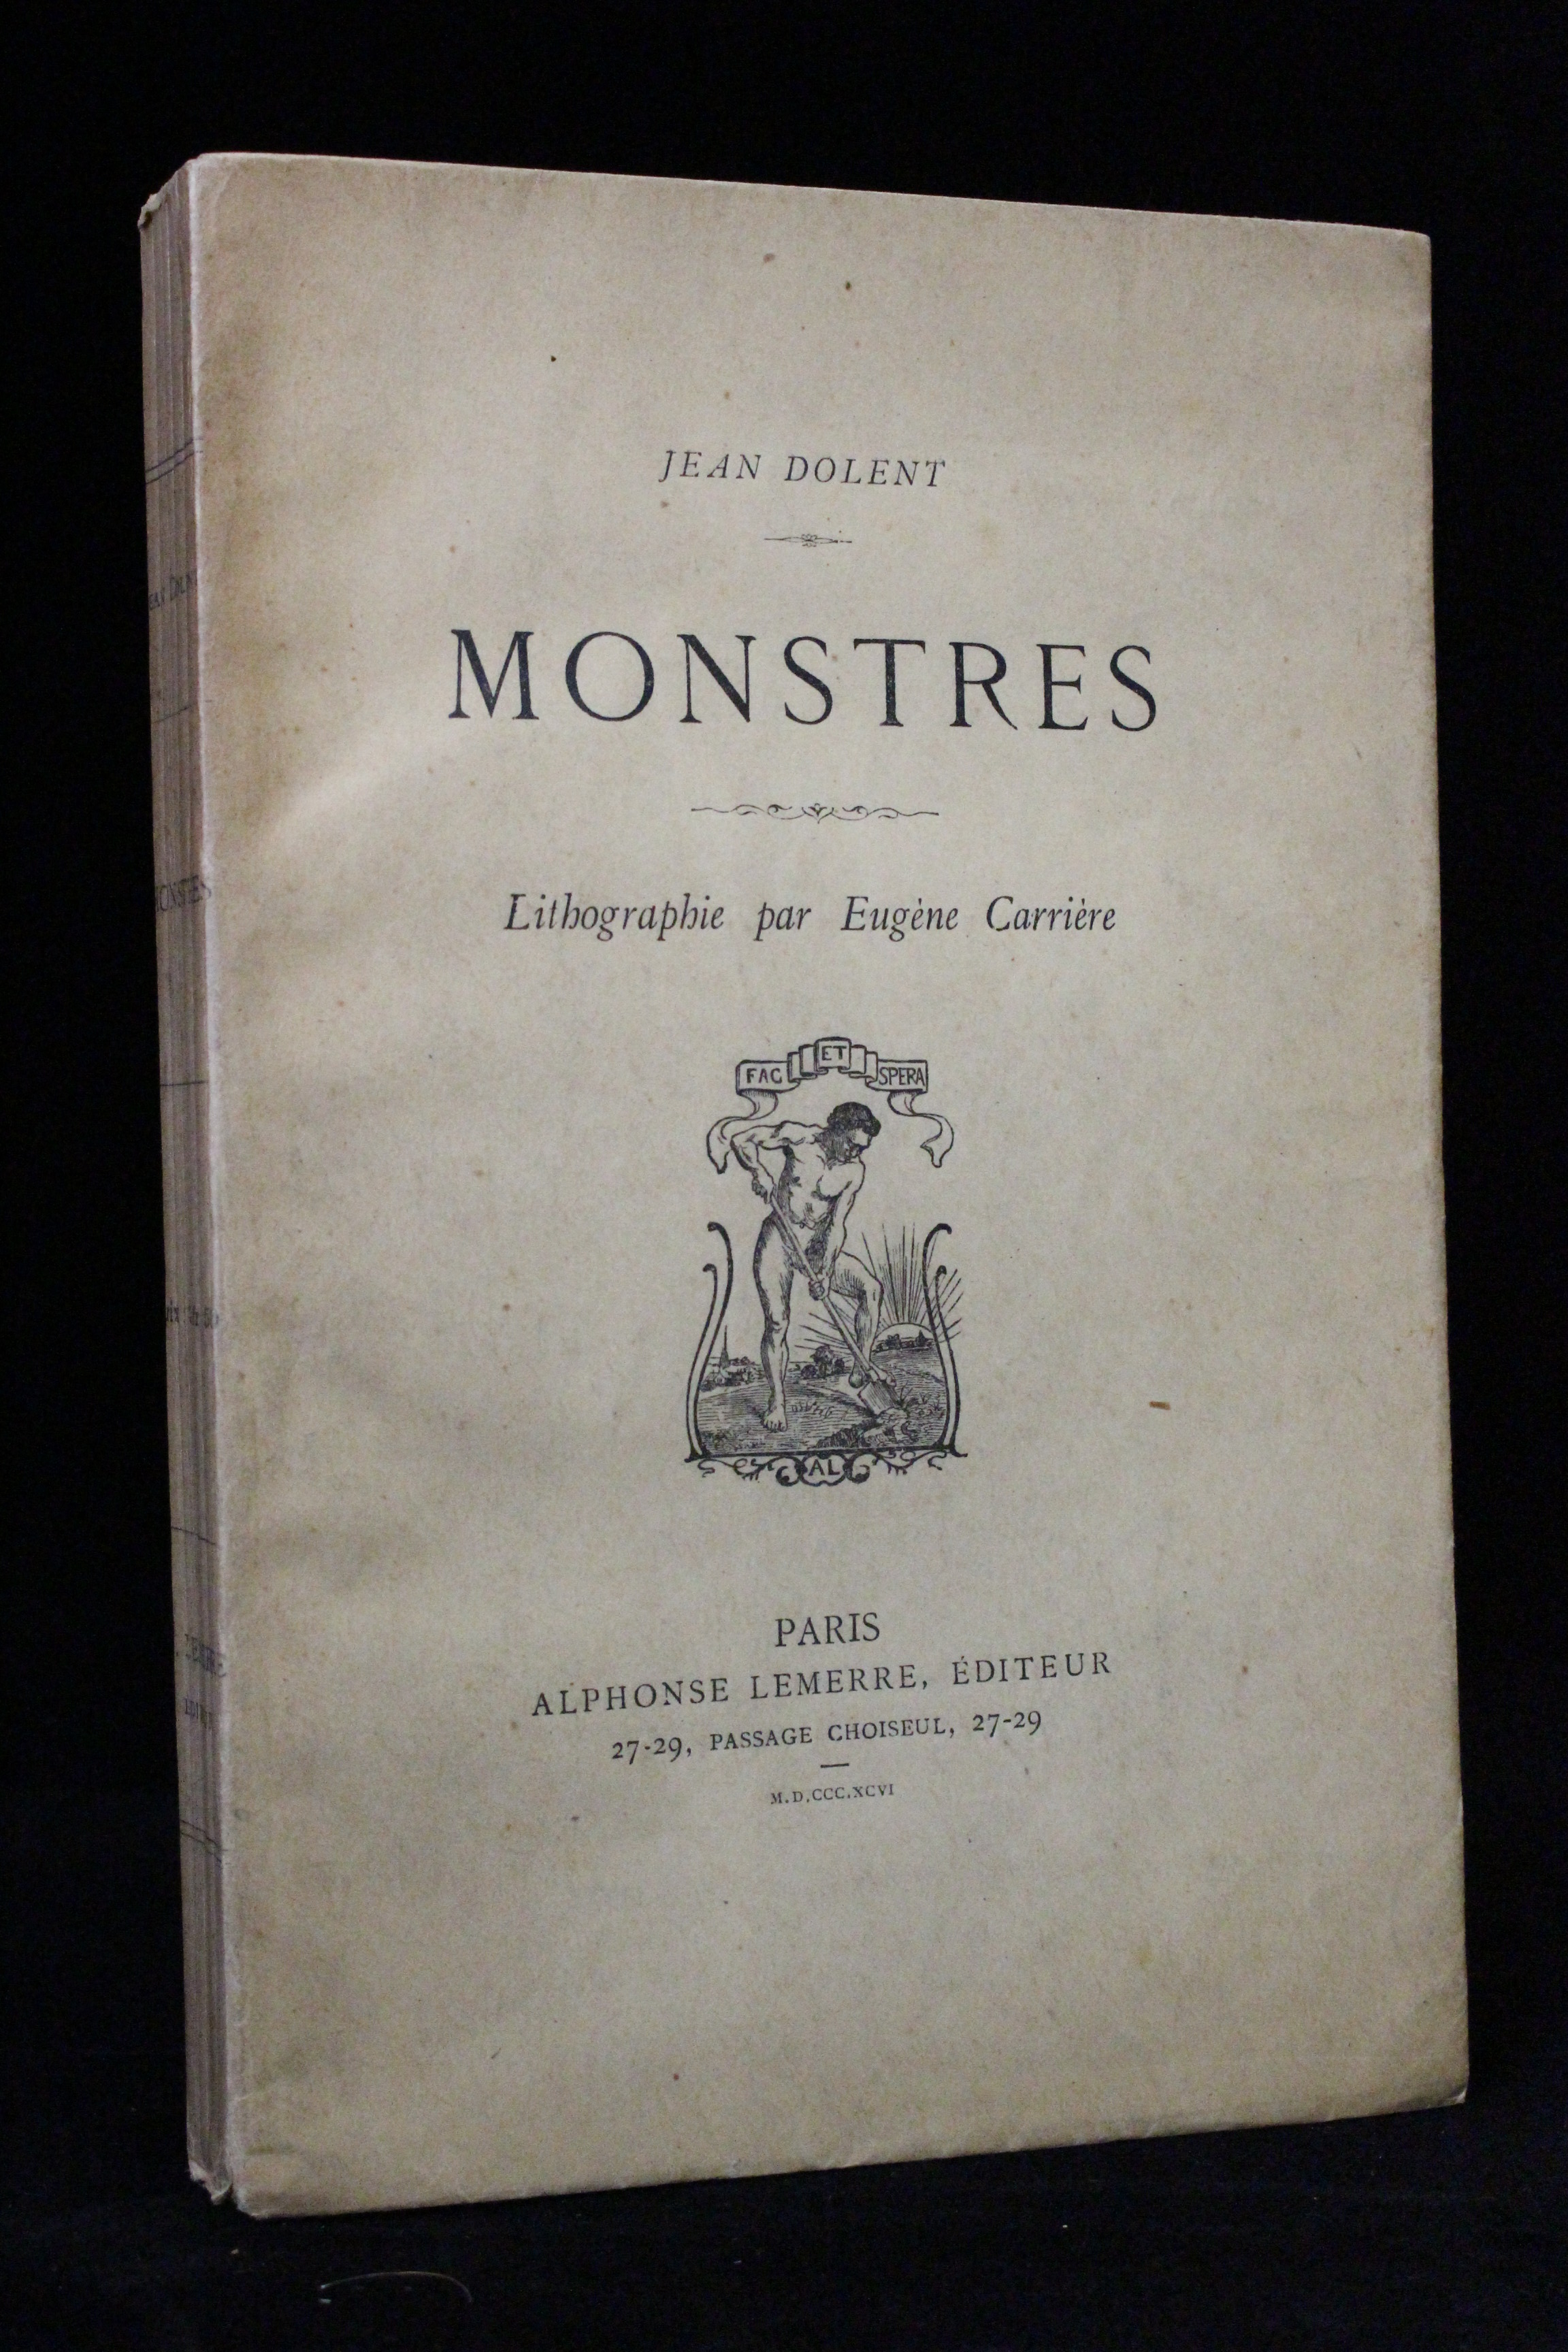 JEAN DOLENT
MONSTRES
Lithographie par Eugène Carrière
FAC ET SPERA
AL
PARIS
ALPHONSE LEMERRE, ÉDITEUR
27-29, PASSAGE CHOISEUL, 27-29
M.D.CCC.XCVI